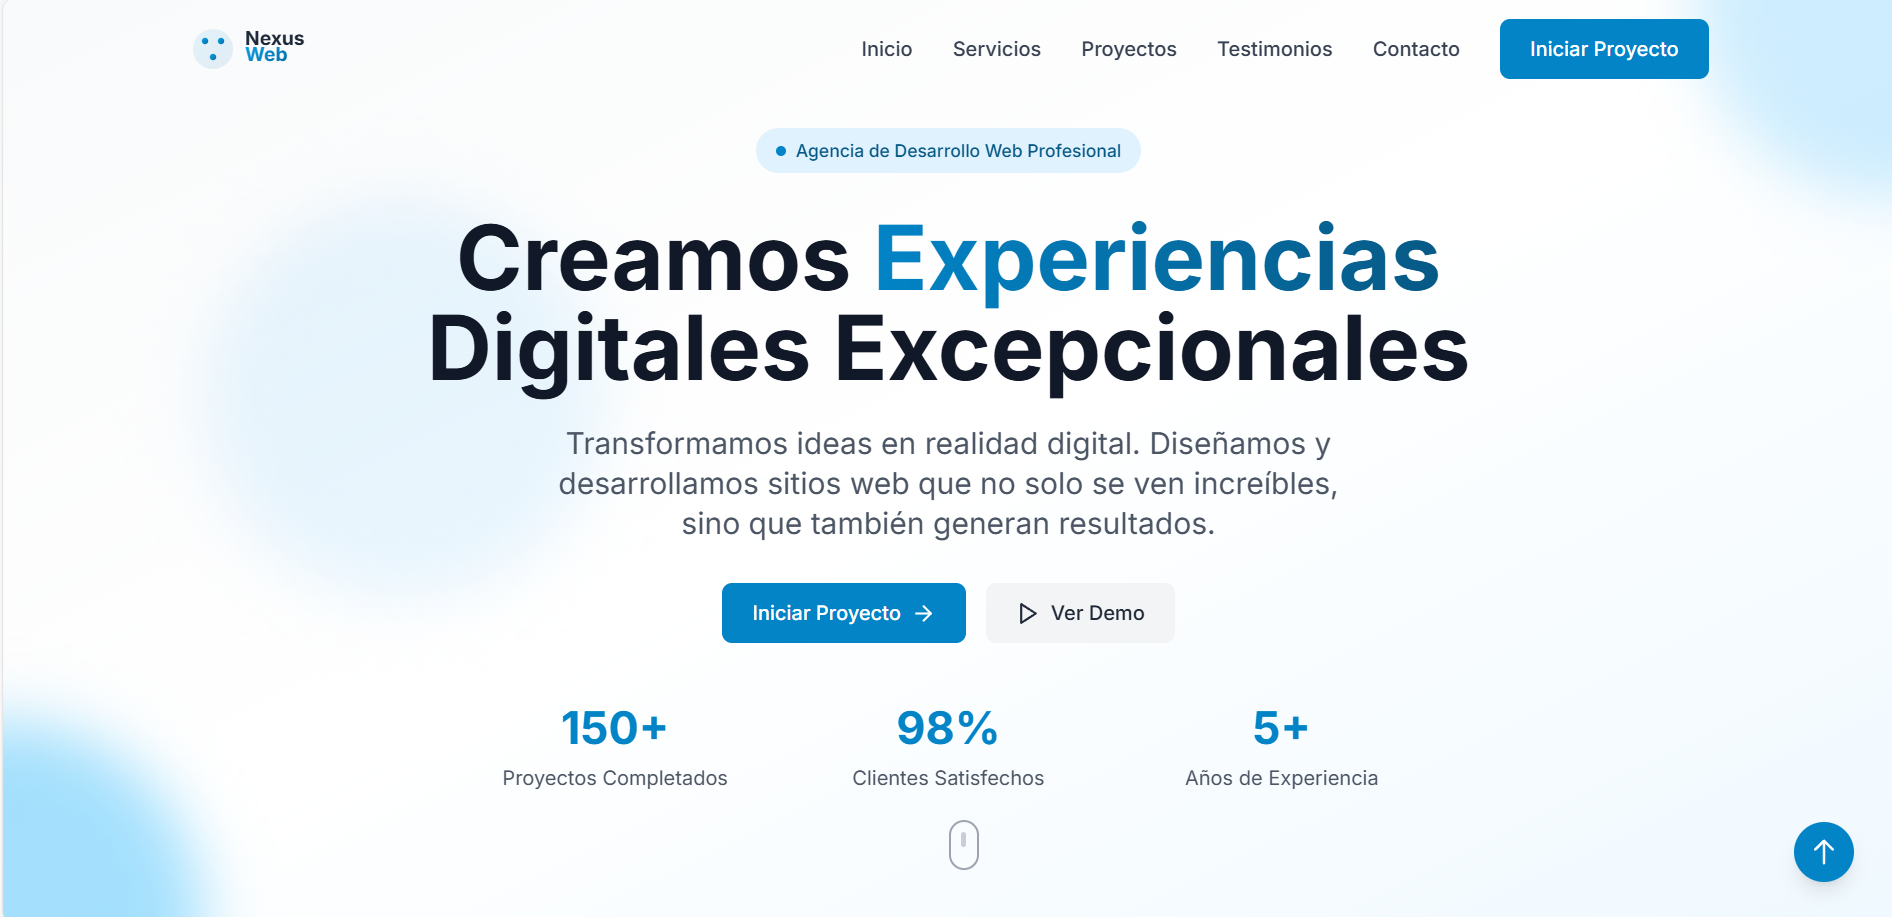 Nexus
Web
Inicio
Servicios
Proyectos
Testimonios
Contacto
Iniciar Proyecto
Agencia de Desarrollo Web Profesional
Creamos Experiencias
Digitales Excepcionales
Transformamos ideas en realidad digital. Diseñamos y
desarrollamos sitios web que no solo se ven increíbles,
sino que también generan resultados.
Iniciar Proyecto
Ver Demo
150+
Proyectos Completados
98%
Clientes Satisfechos
5+
Años de Experiencia